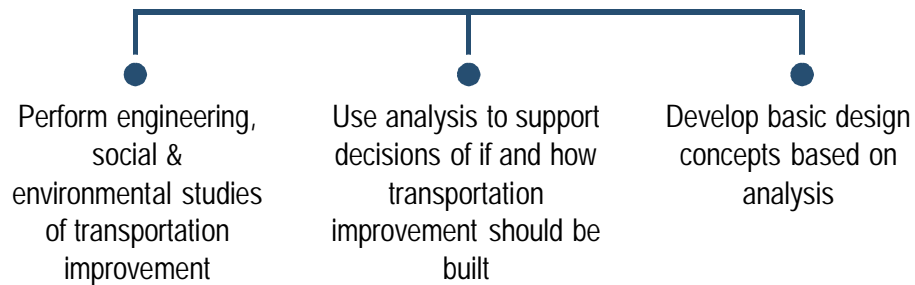 Perform engineering,
social &
environmental studies
of transportation
improvement
Use analysis to support
decisions of if and how
transportation
improvement should be
built
Develop basic design
concepts based on
analysis